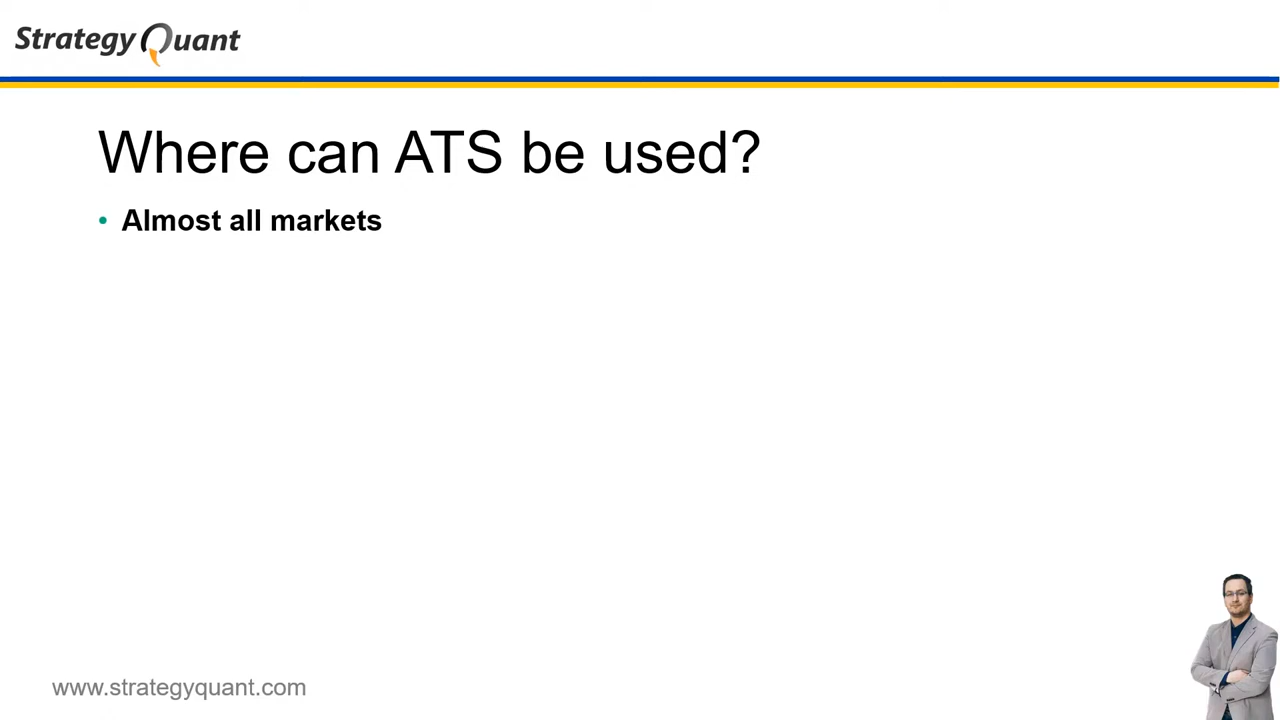 StrategyQuant
Where can ATS be used?
• Almost all markets
www.strategyquant.com